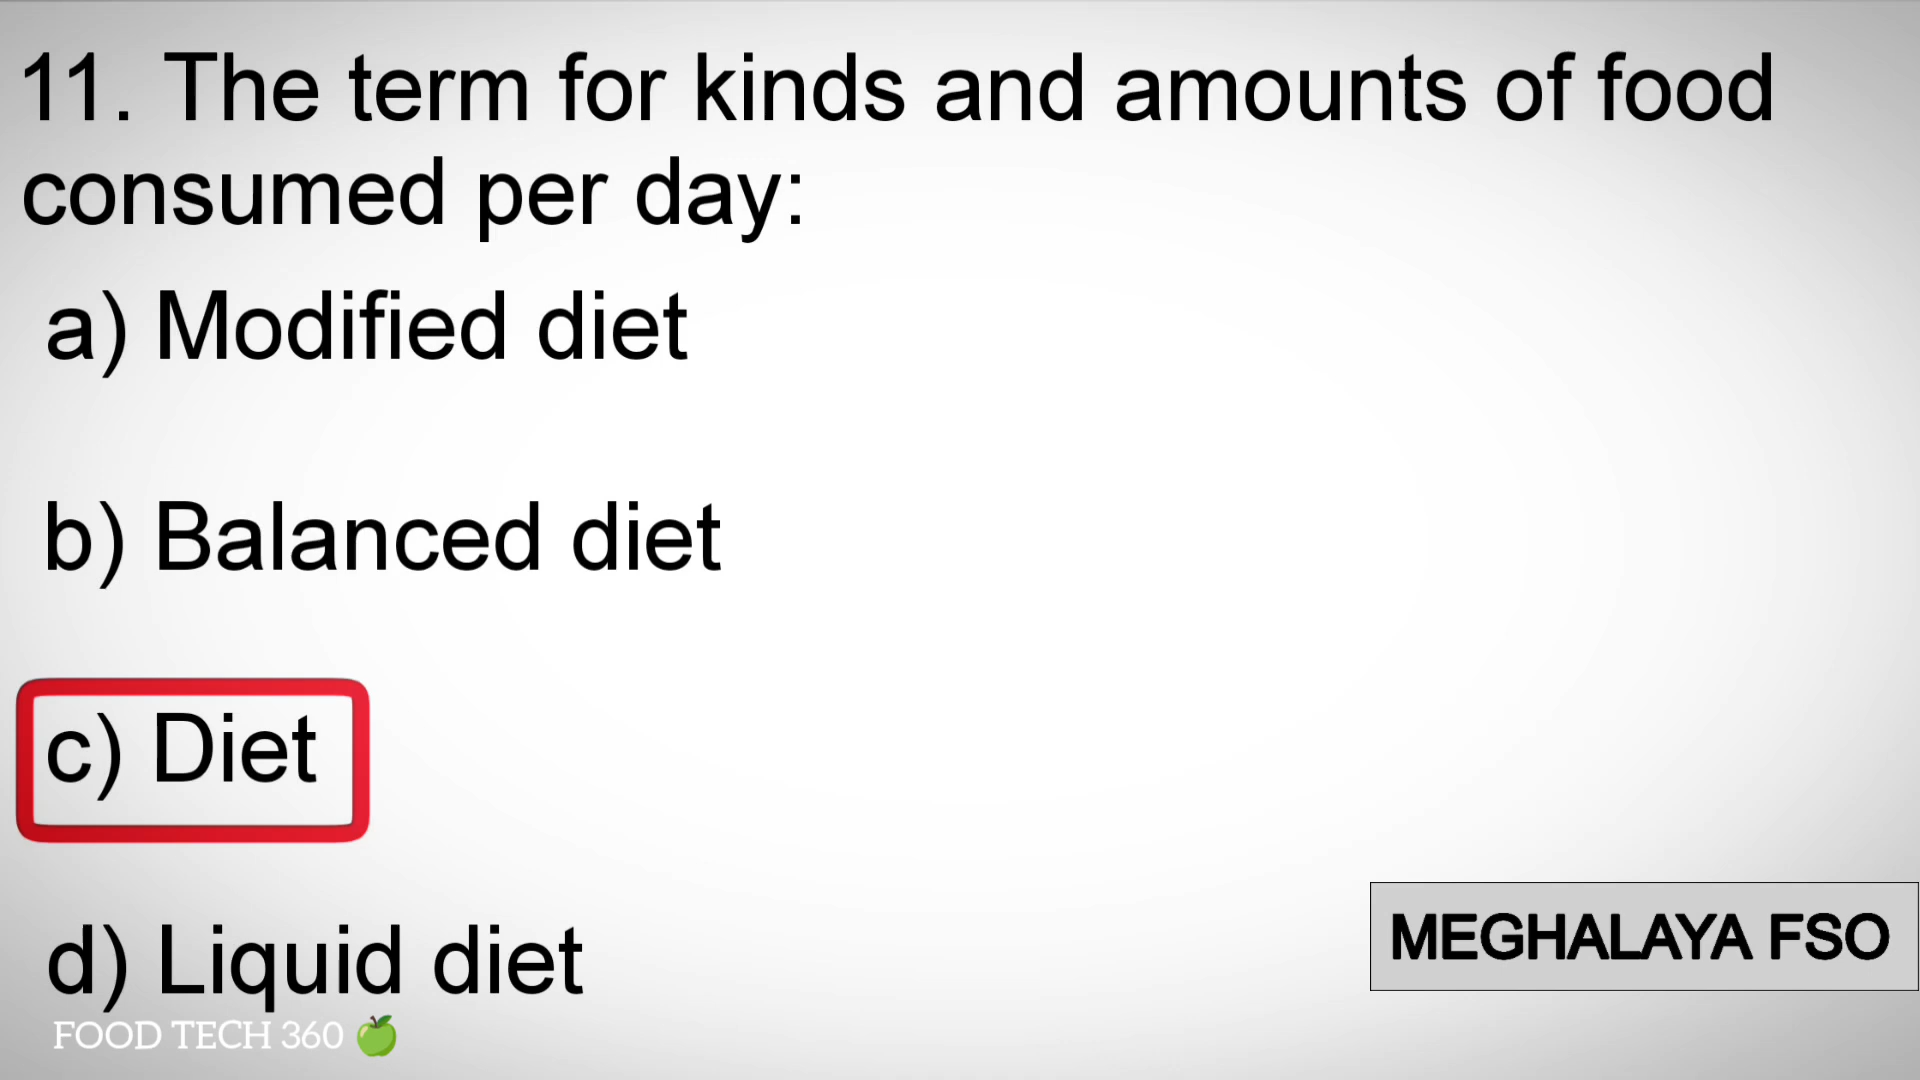 11. The term for kinds and amounts of food
consumed per day:
a) Modified diet
b) Balanced diet
c) Diet
d) Liquid diet
MEGHALAYA FSO
FOOD TECH 360